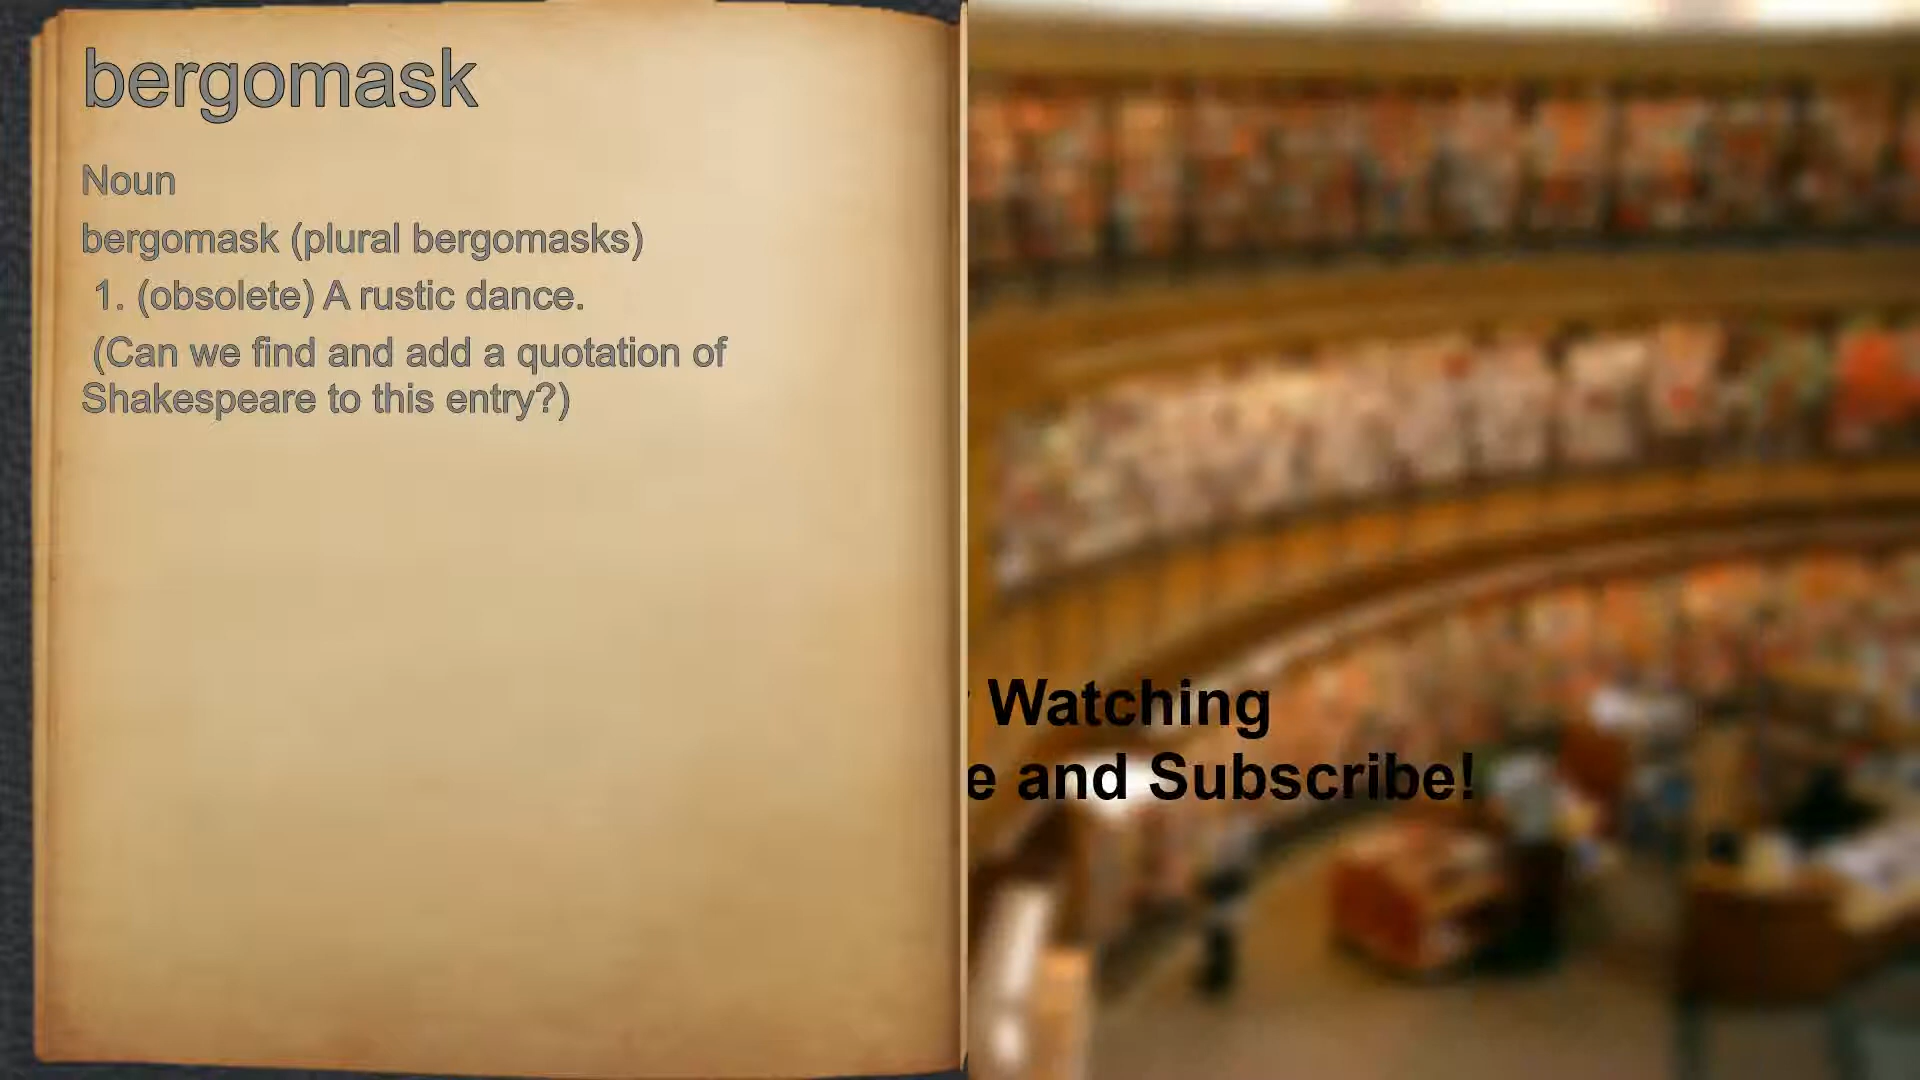 bergomask
Noun
bergomask (plural bergomasks)
1. (obsolete) A rustic dance.
(Can we find and add a quotation of
Shakespeare to this entry?)
Watching
e and Subscribe!